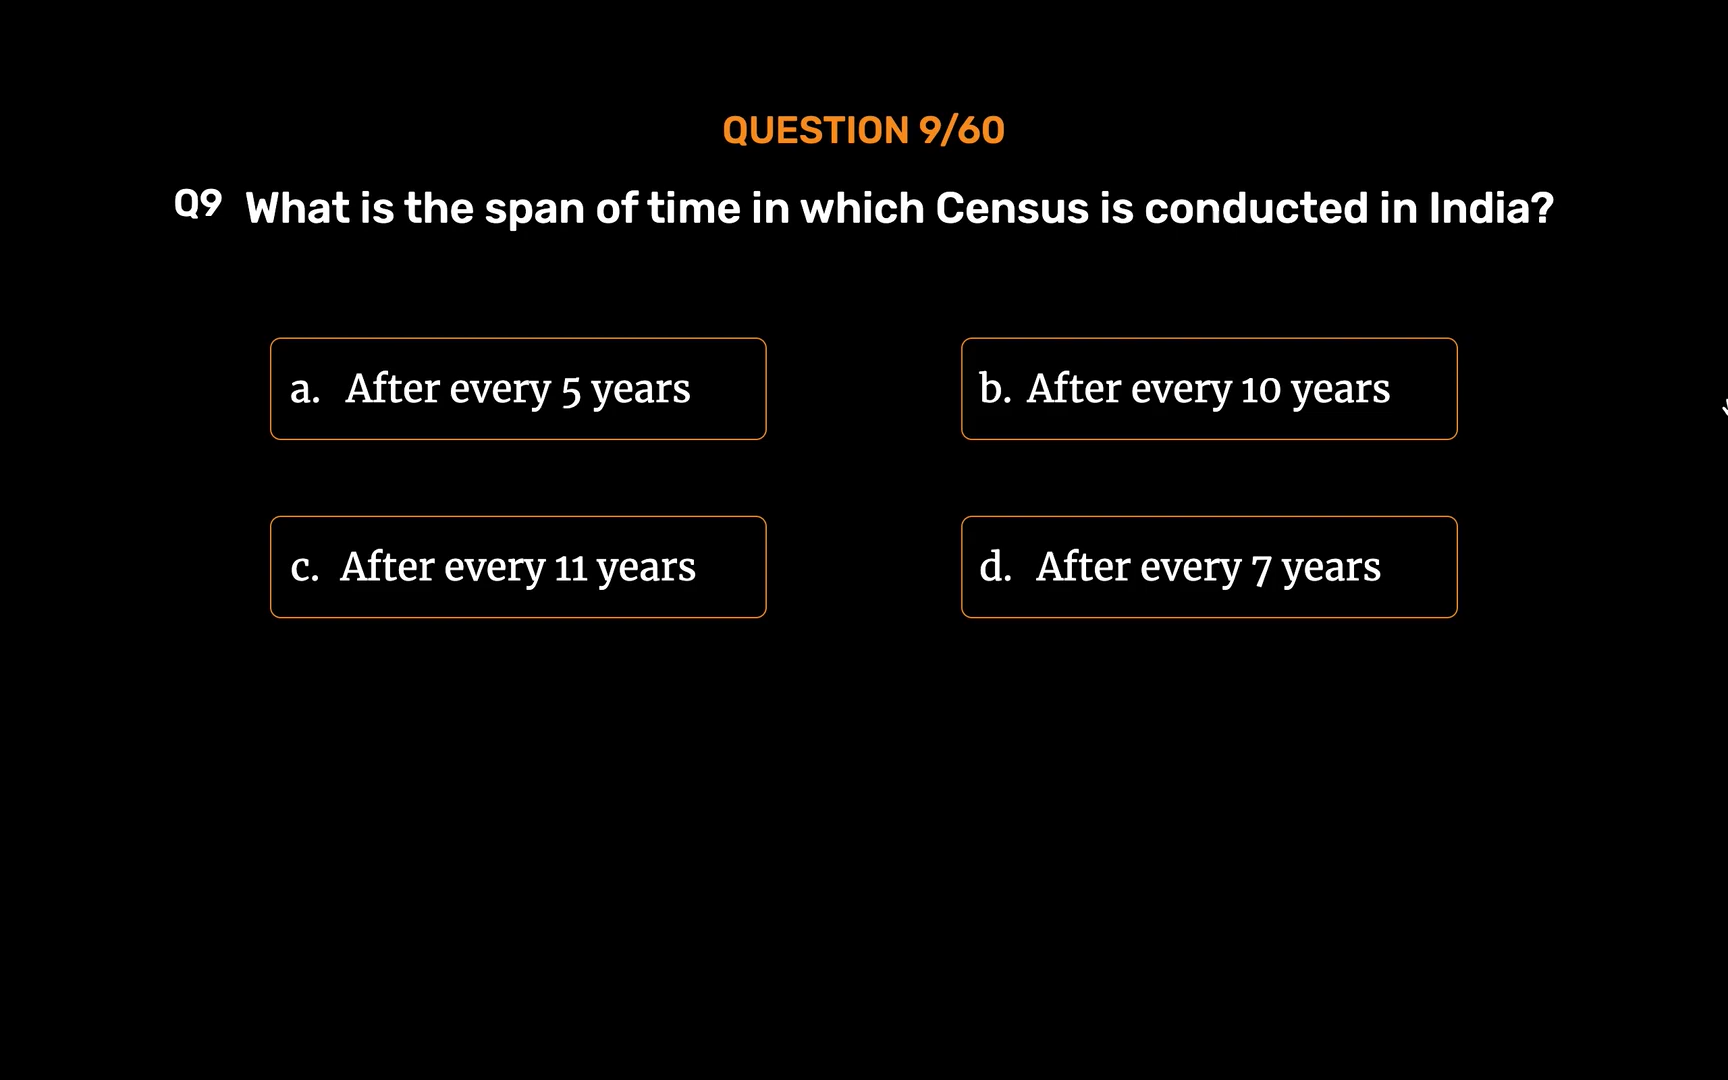 QUESTION 9/60
Q9 What is the span of time in which Census is conducted in India?
a. After every 5 years
b. After every 10 years
c. After every 11 years
d. After every 7 years